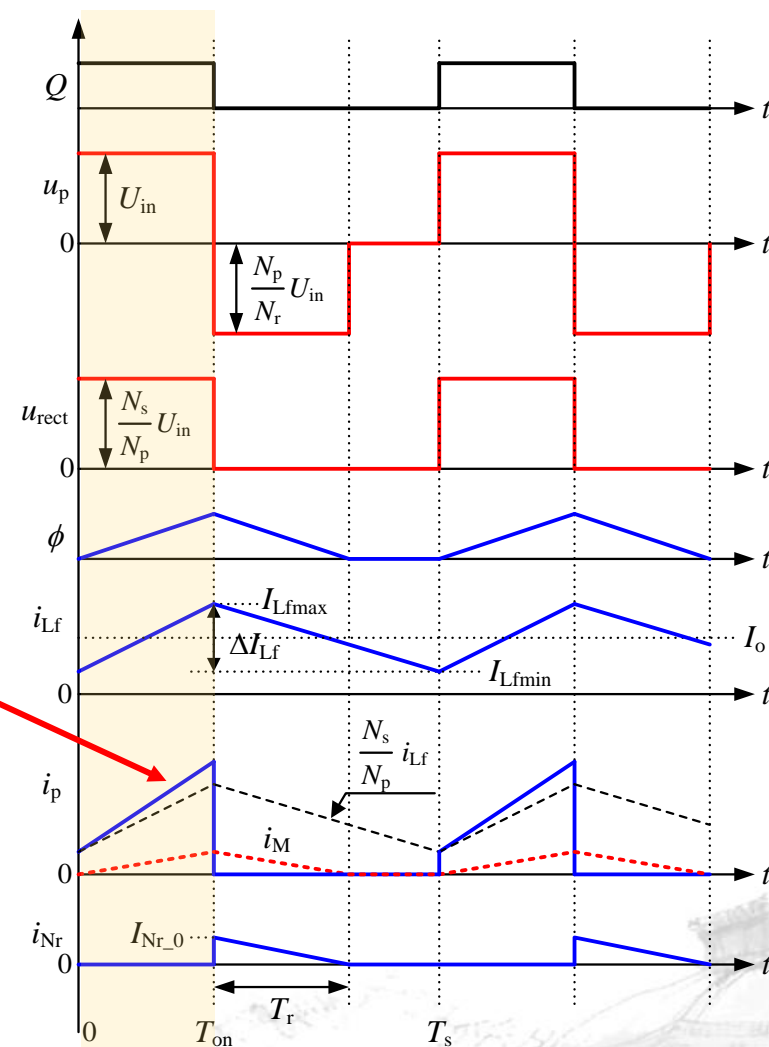 Q
t
u_p
U_in
0
t
N_p/N_r U_in
u_rect
N_s/N_p U_in
0
t
ϕ
t
i_Lf
I_Lfmax
ΔI_Lf
I_o
I_Lfmin
0
t
N_s/N_p i_Lf
i_p
i_M
0
t
i_Nr
I_Nr_0
0
t
T_r
0 T_on T_s